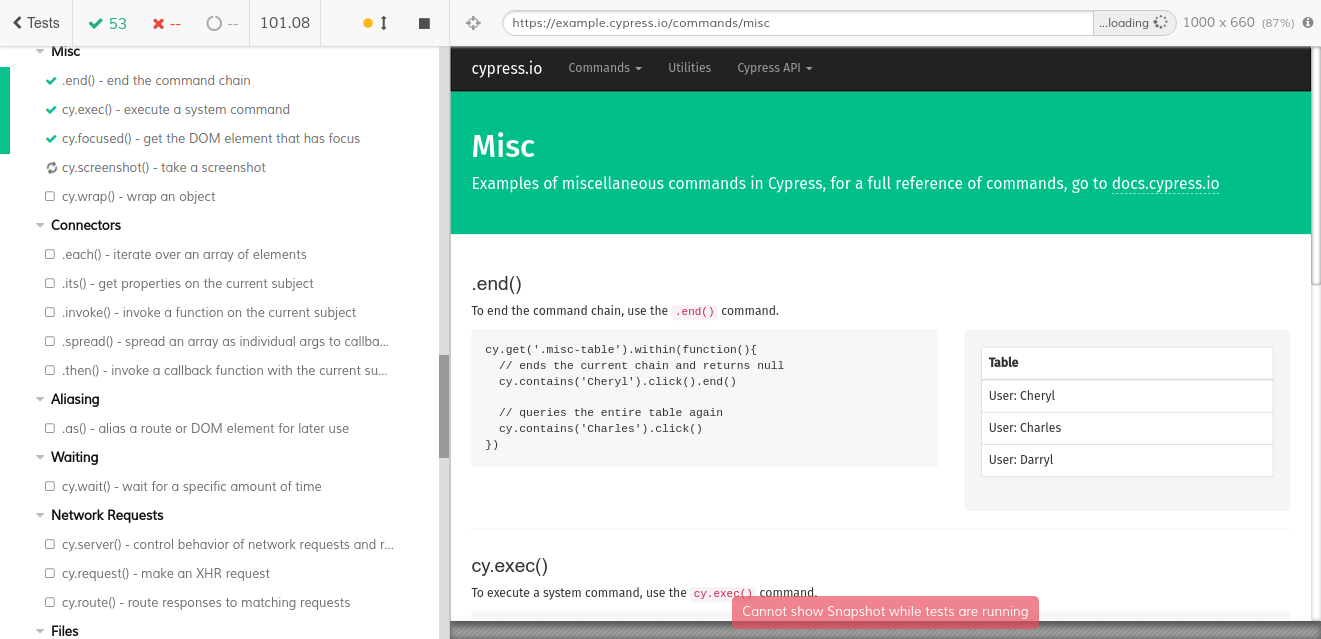 Tests
53
--
--
101.08
https://example.cypress.io/commands/misc
...loading
1000 x 660 (87%)
Misc
.end() - end the command chain
cy.exec() - execute a system command
cy.focused() - get the DOM element that has focus
cy.screenshot() - take a screenshot
cy.wrap() - wrap an object
Connectors
.each() - iterate over an array of elements
.its() - get properties on the current subject
.invoke() - invoke a function on the current subject
.spread() - spread an array as individual args to callba...
.then() - invoke a callback function with the current su...
Aliasing
.as() - alias a route or DOM element for later use
Waiting
cy.wait() - wait for a specific amount of time
Network Requests
cy.server() - control behavior of network requests and r...
cy.request() - make an XHR request
cy.route() - route responses to matching requests
Files
cypress.io
Commands
Utilities
Cypress API
Misc
Examples of miscellaneous commands in Cypress, for a full reference of commands, go to docs.cypress.io
.end()
To end the command chain, use the .end() command.
cy.get('.misc-table').within(function(){
// ends the current chain and returns null
cy.contains('Cheryl').click().end()
// queries the entire table again
cy.contains('Charles').click()
})
Table
User: Cheryl
User: Charles
User: Darryl
cy.exec()
To execute a system command, use the cy.exec() command.
Cannot show Snapshot while tests are running